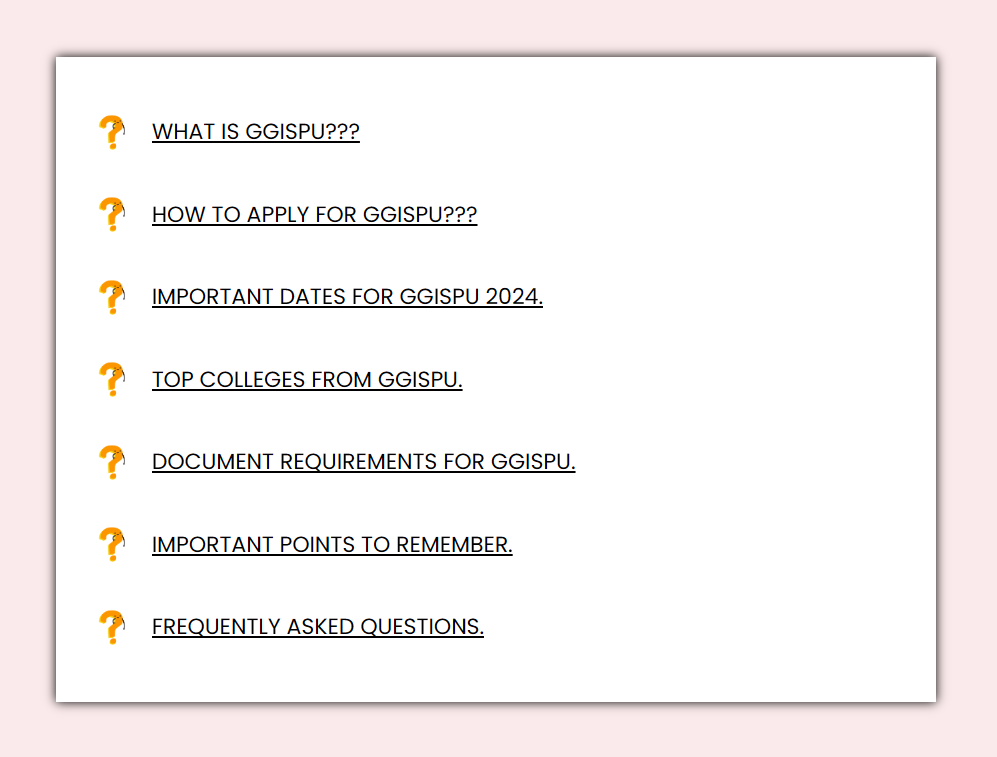 WHAT IS GGISPU???
HOW TO APPLY FOR GGISPU???
IMPORTANT DATES FOR GGISPU 2024.
TOP COLLEGES FROM GGISPU.
DOCUMENT REQUIREMENTS FOR GGISPU.
IMPORTANT POINTS TO REMEMBER.
FREQUENTLY ASKED QUESTIONS.